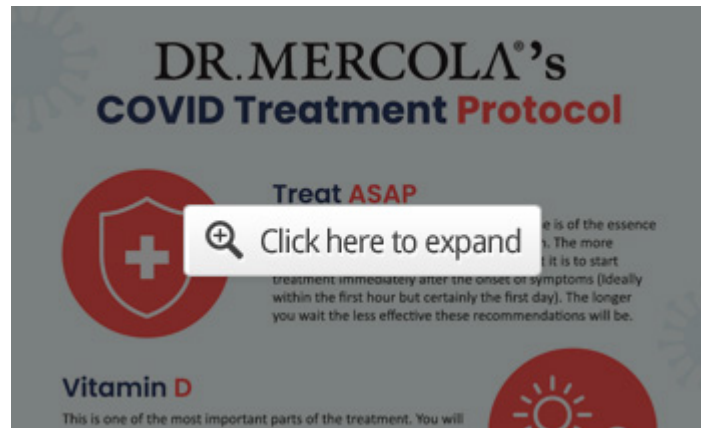 DR.MERCOLA®'s
COVID Treatment Protocol
Treat ASAP
e is of the essence
n. The more
t it is to start
Click here to expand
treatment immediately after the onset of symptoms (Ideally
within the first hour but certainly the first day). The longer
you wait the less effective these recommendations will be.
Vitamin D
This is one of the most important parts of the treatment. You will